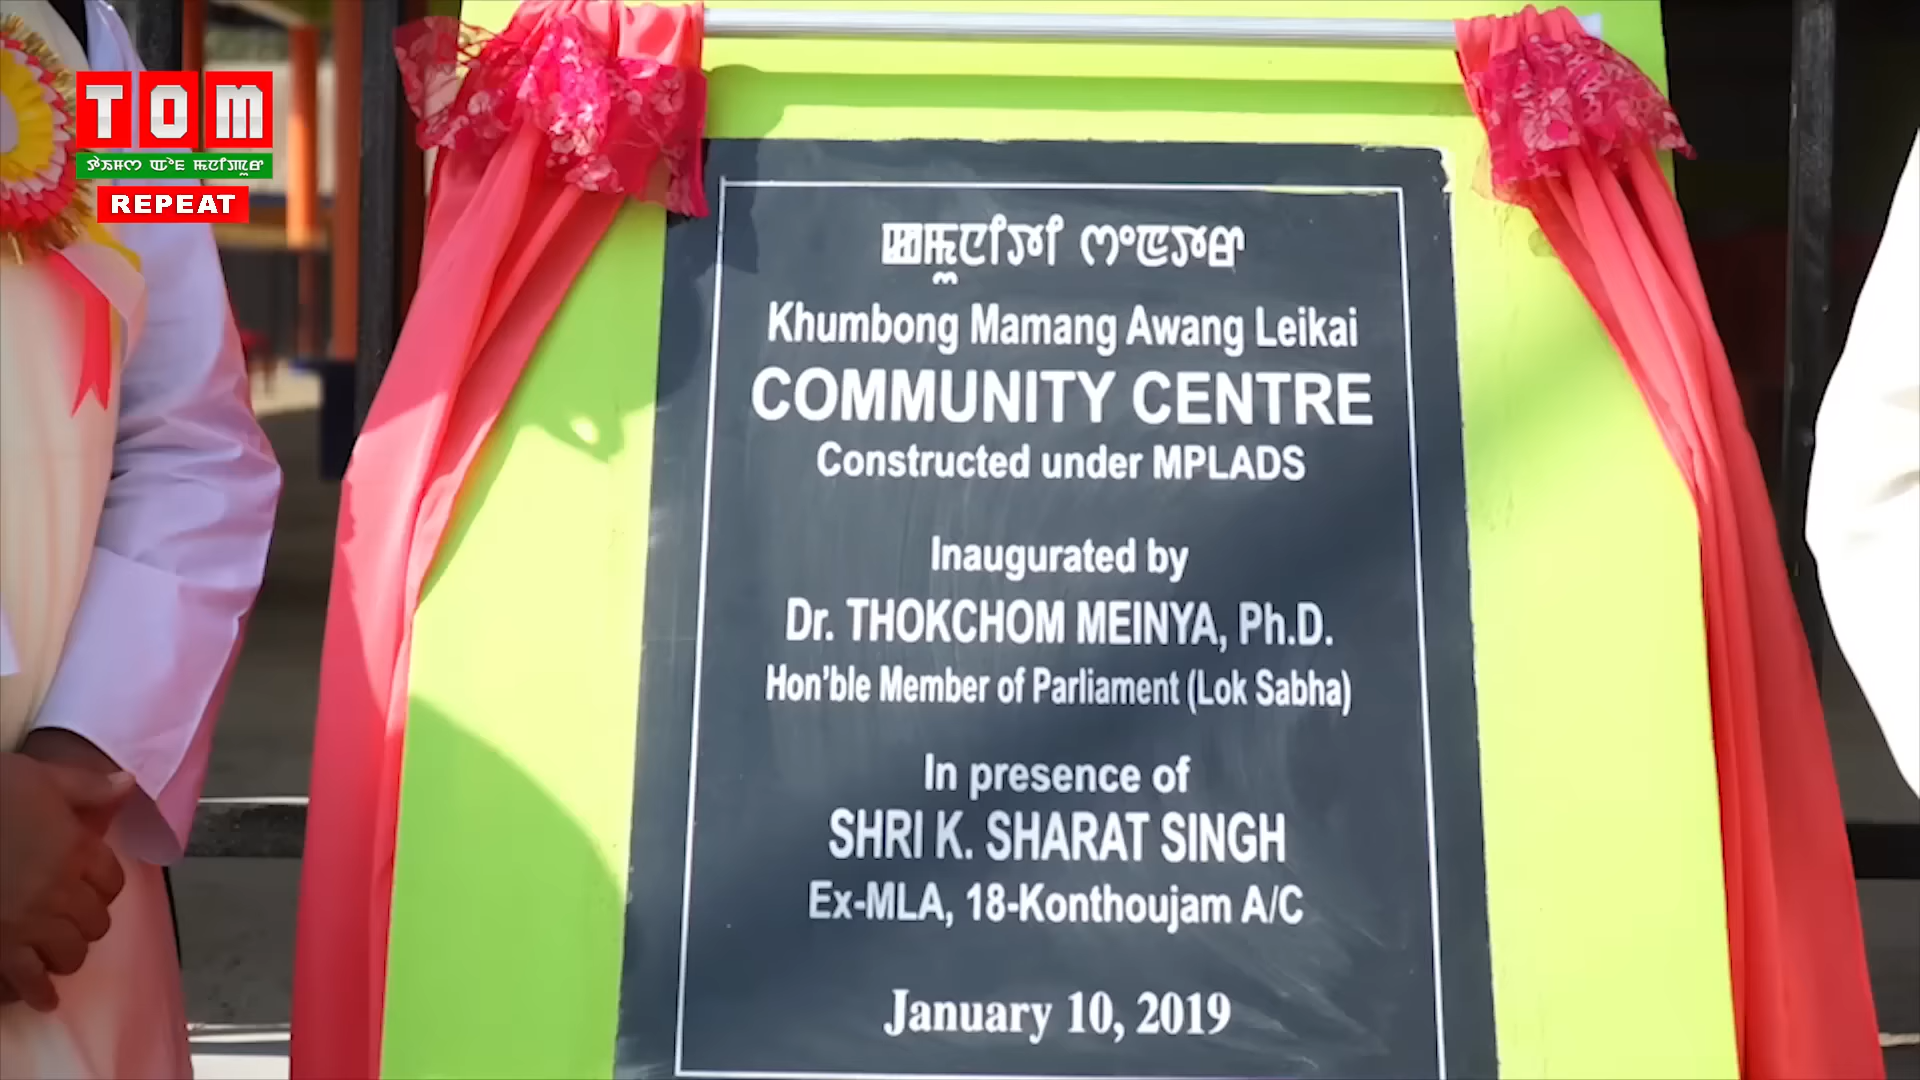 TOM
REPEAT
Khumbong Mamang Awang Leikai
COMMUNITY CENTRE
Constructed under MPLADS
Inaugurated by
Dr. THOKCHOM MEINYA, Ph.D.
Hon'ble Member of Parliament (Lok Sabha)
In presence of
SHRI K. SHARAT SINGH
Ex-MLA, 18-Konthoujam A/C
January 10, 2019